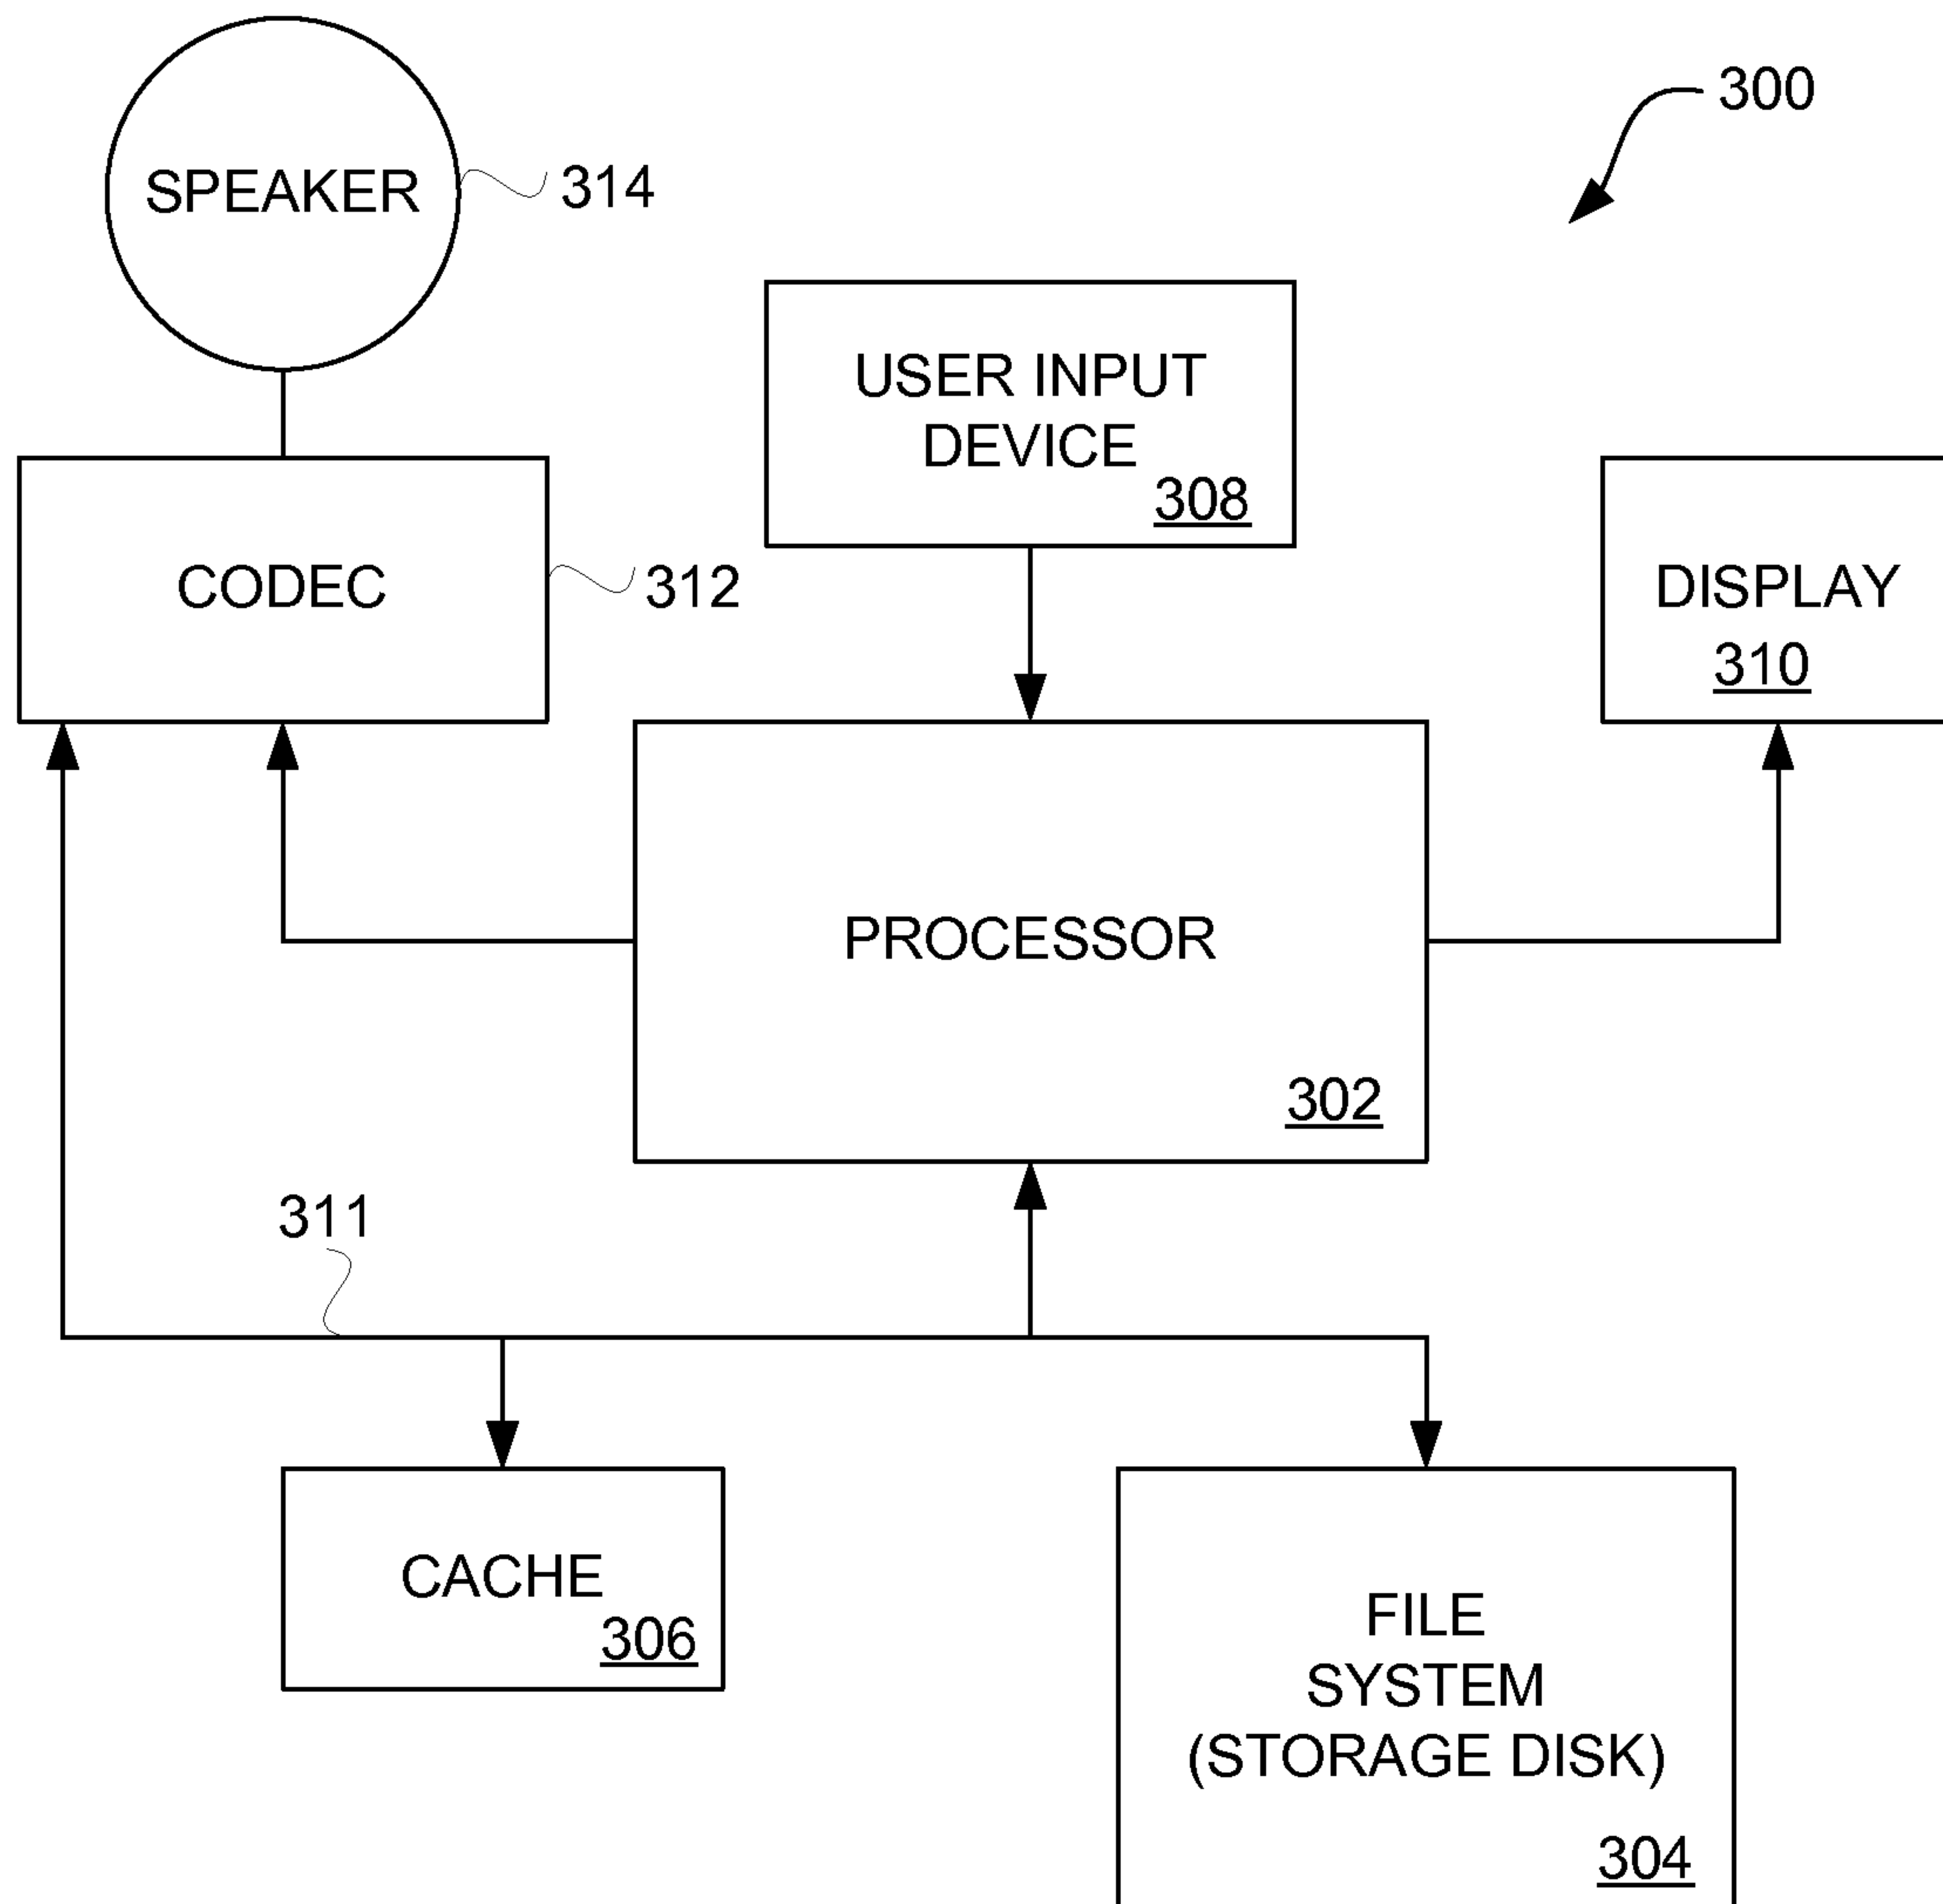 300
SPEAKER
314
USER INPUT
DEVICE
308
CODEC
312
DISPLAY
310
PROCESSOR
302
311
CACHE
306
FILE
SYSTEM
(STORAGE DISK)
304